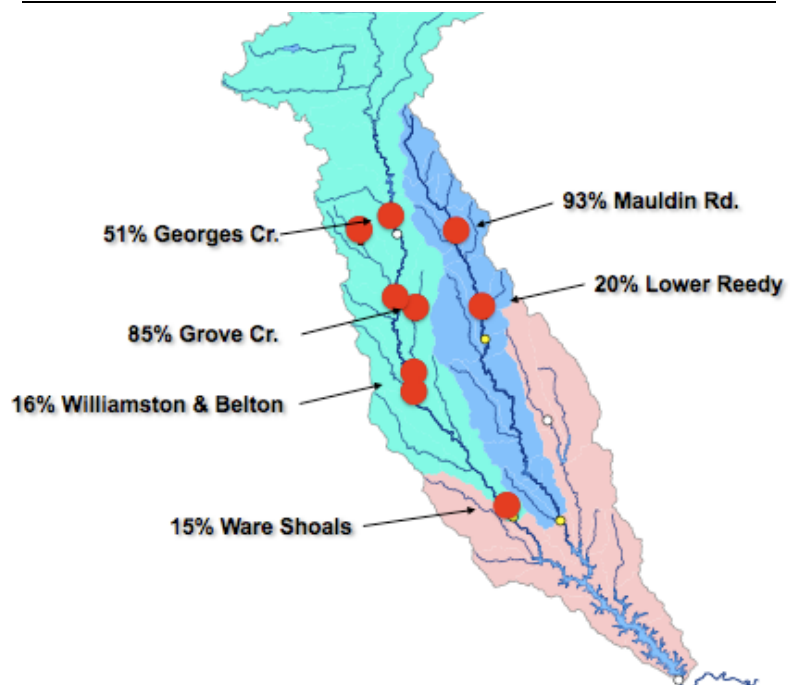 93% Mauldin Rd.
51% Georges Cr.
20% Lower Reedy
85% Grove Cr.
16% Williamston & Belton
15% Ware Shoals